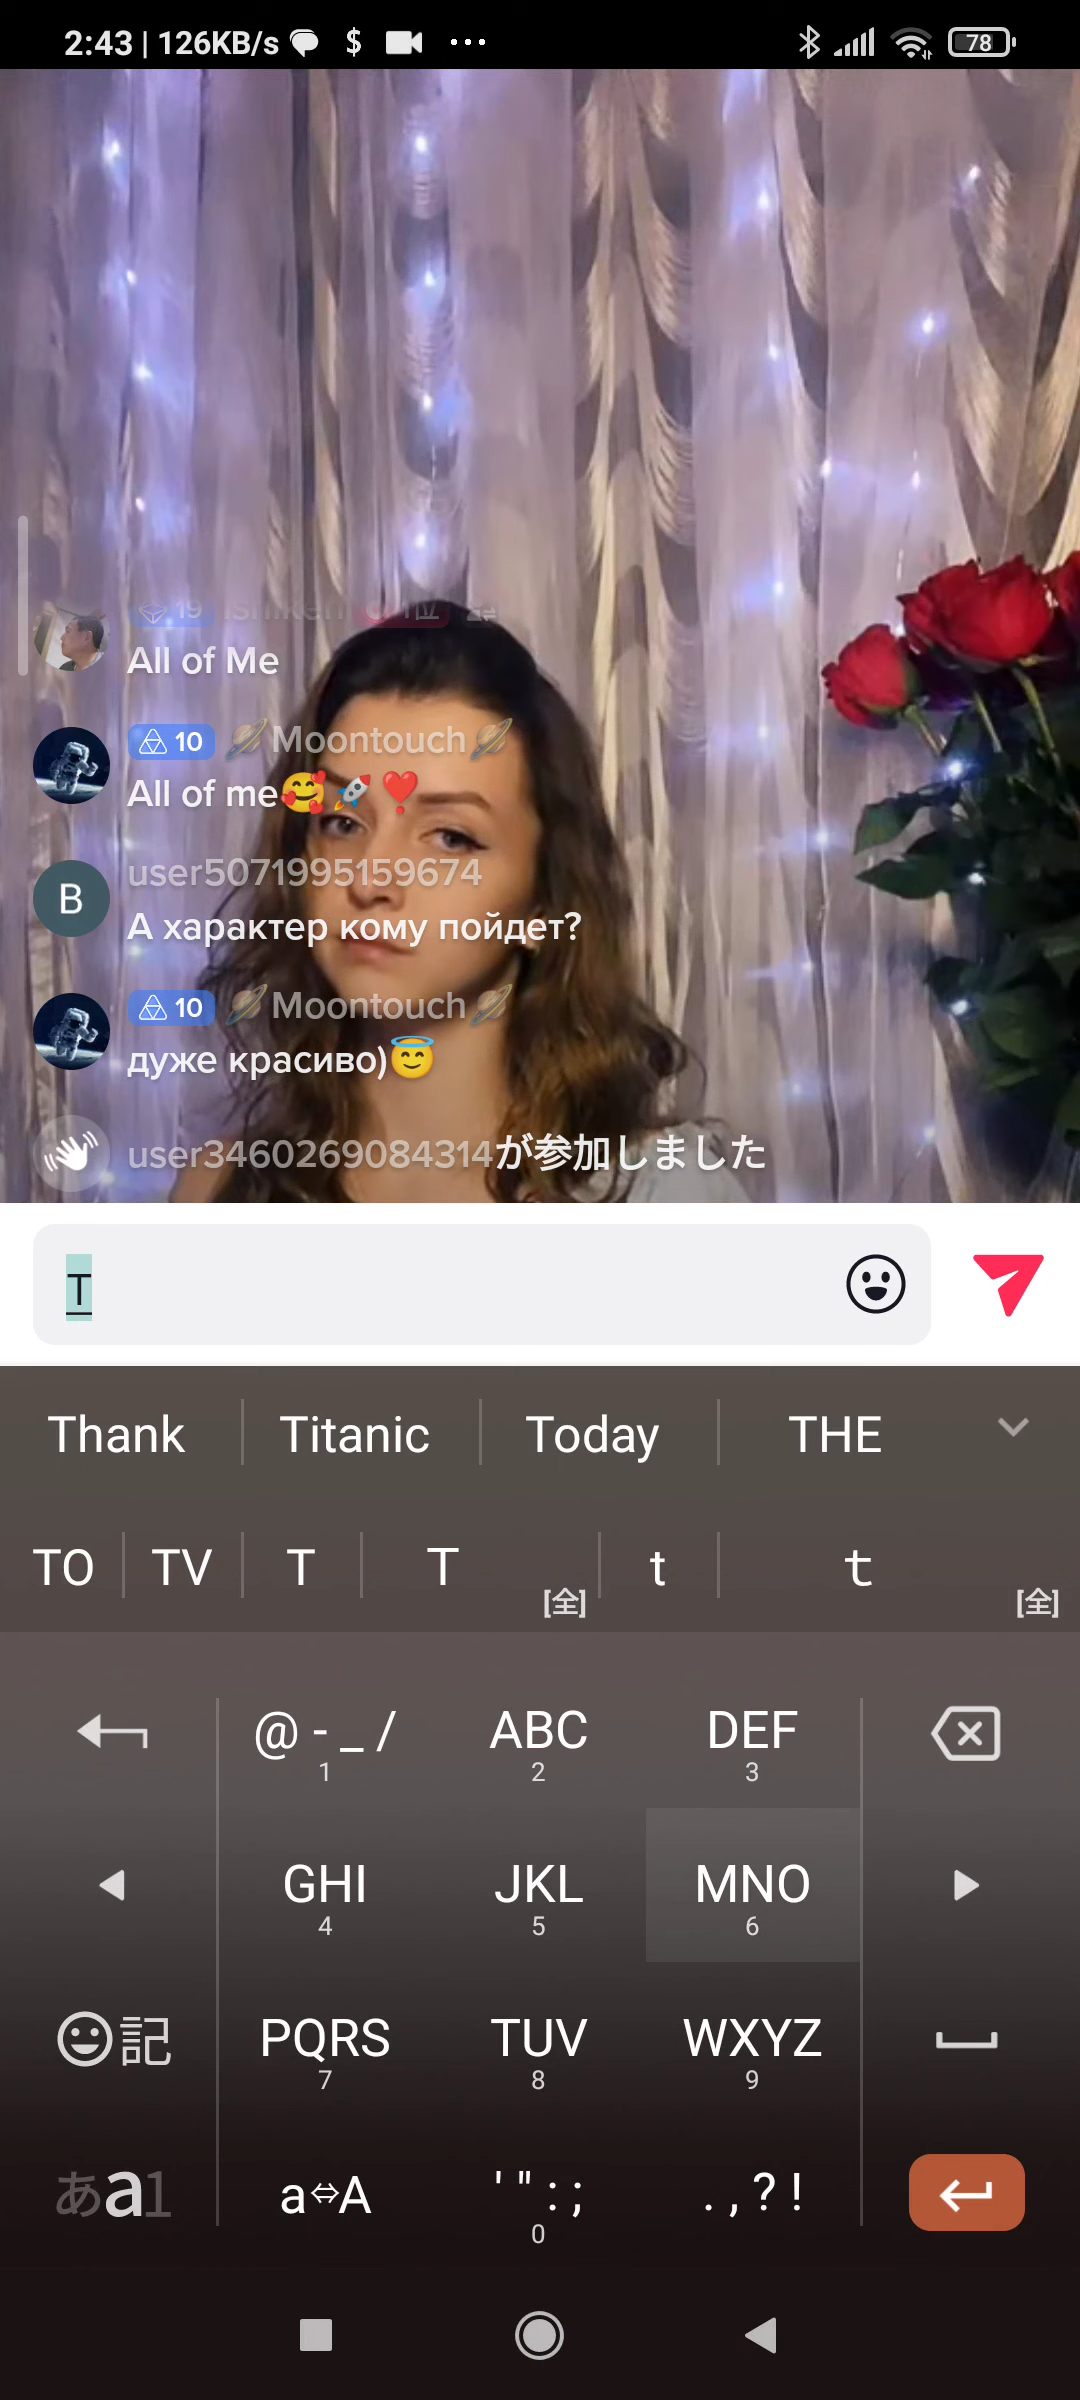 2:43 | 126KB/s $ 78
19
All of Me
10 🪐Moontouch🪐
All of me🥰🚀❣️
user5071995159674
B
А характер кому пойдет?
10 🪐Moontouch🪐
дуже красиво)😇
user3460269084314が参加しました
T
Thank Titanic Today THE
TO TV T T [全] t t [全]
@-_/ ABC DEF
1 2 3
GHI JKL MNO
4 5 6
記 PQRS TUV WXYZ
7 8 9
あa1 a⇔A '":; .,?!
0